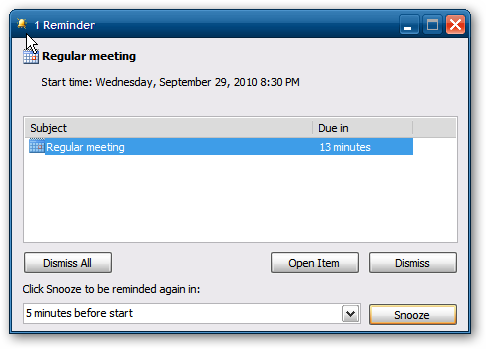 1 Reminder
Regular meeting
Start time: Wednesday, September 29, 2010 8:30 PM
Subject Due in
Regular meeting 13 minutes
Dismiss All Open Item Dismiss
Click Snooze to be reminded again in:
5 minutes before start Snooze